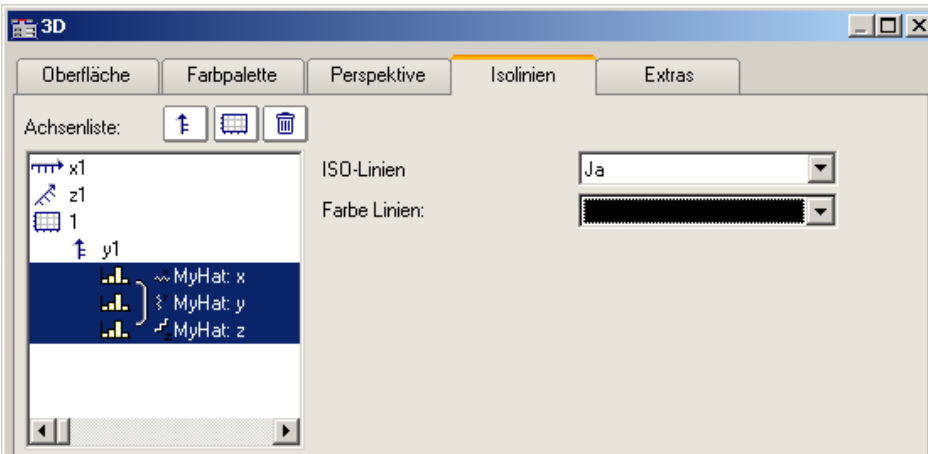 3D
Oberfläche Farbpalette Perspektive Isolinien Extras
Achsenliste:
x1
ISO-Linien Ja
z1
Farbe Linien:
1
y1
MyHat: x
MyHat: y
MyHat: z